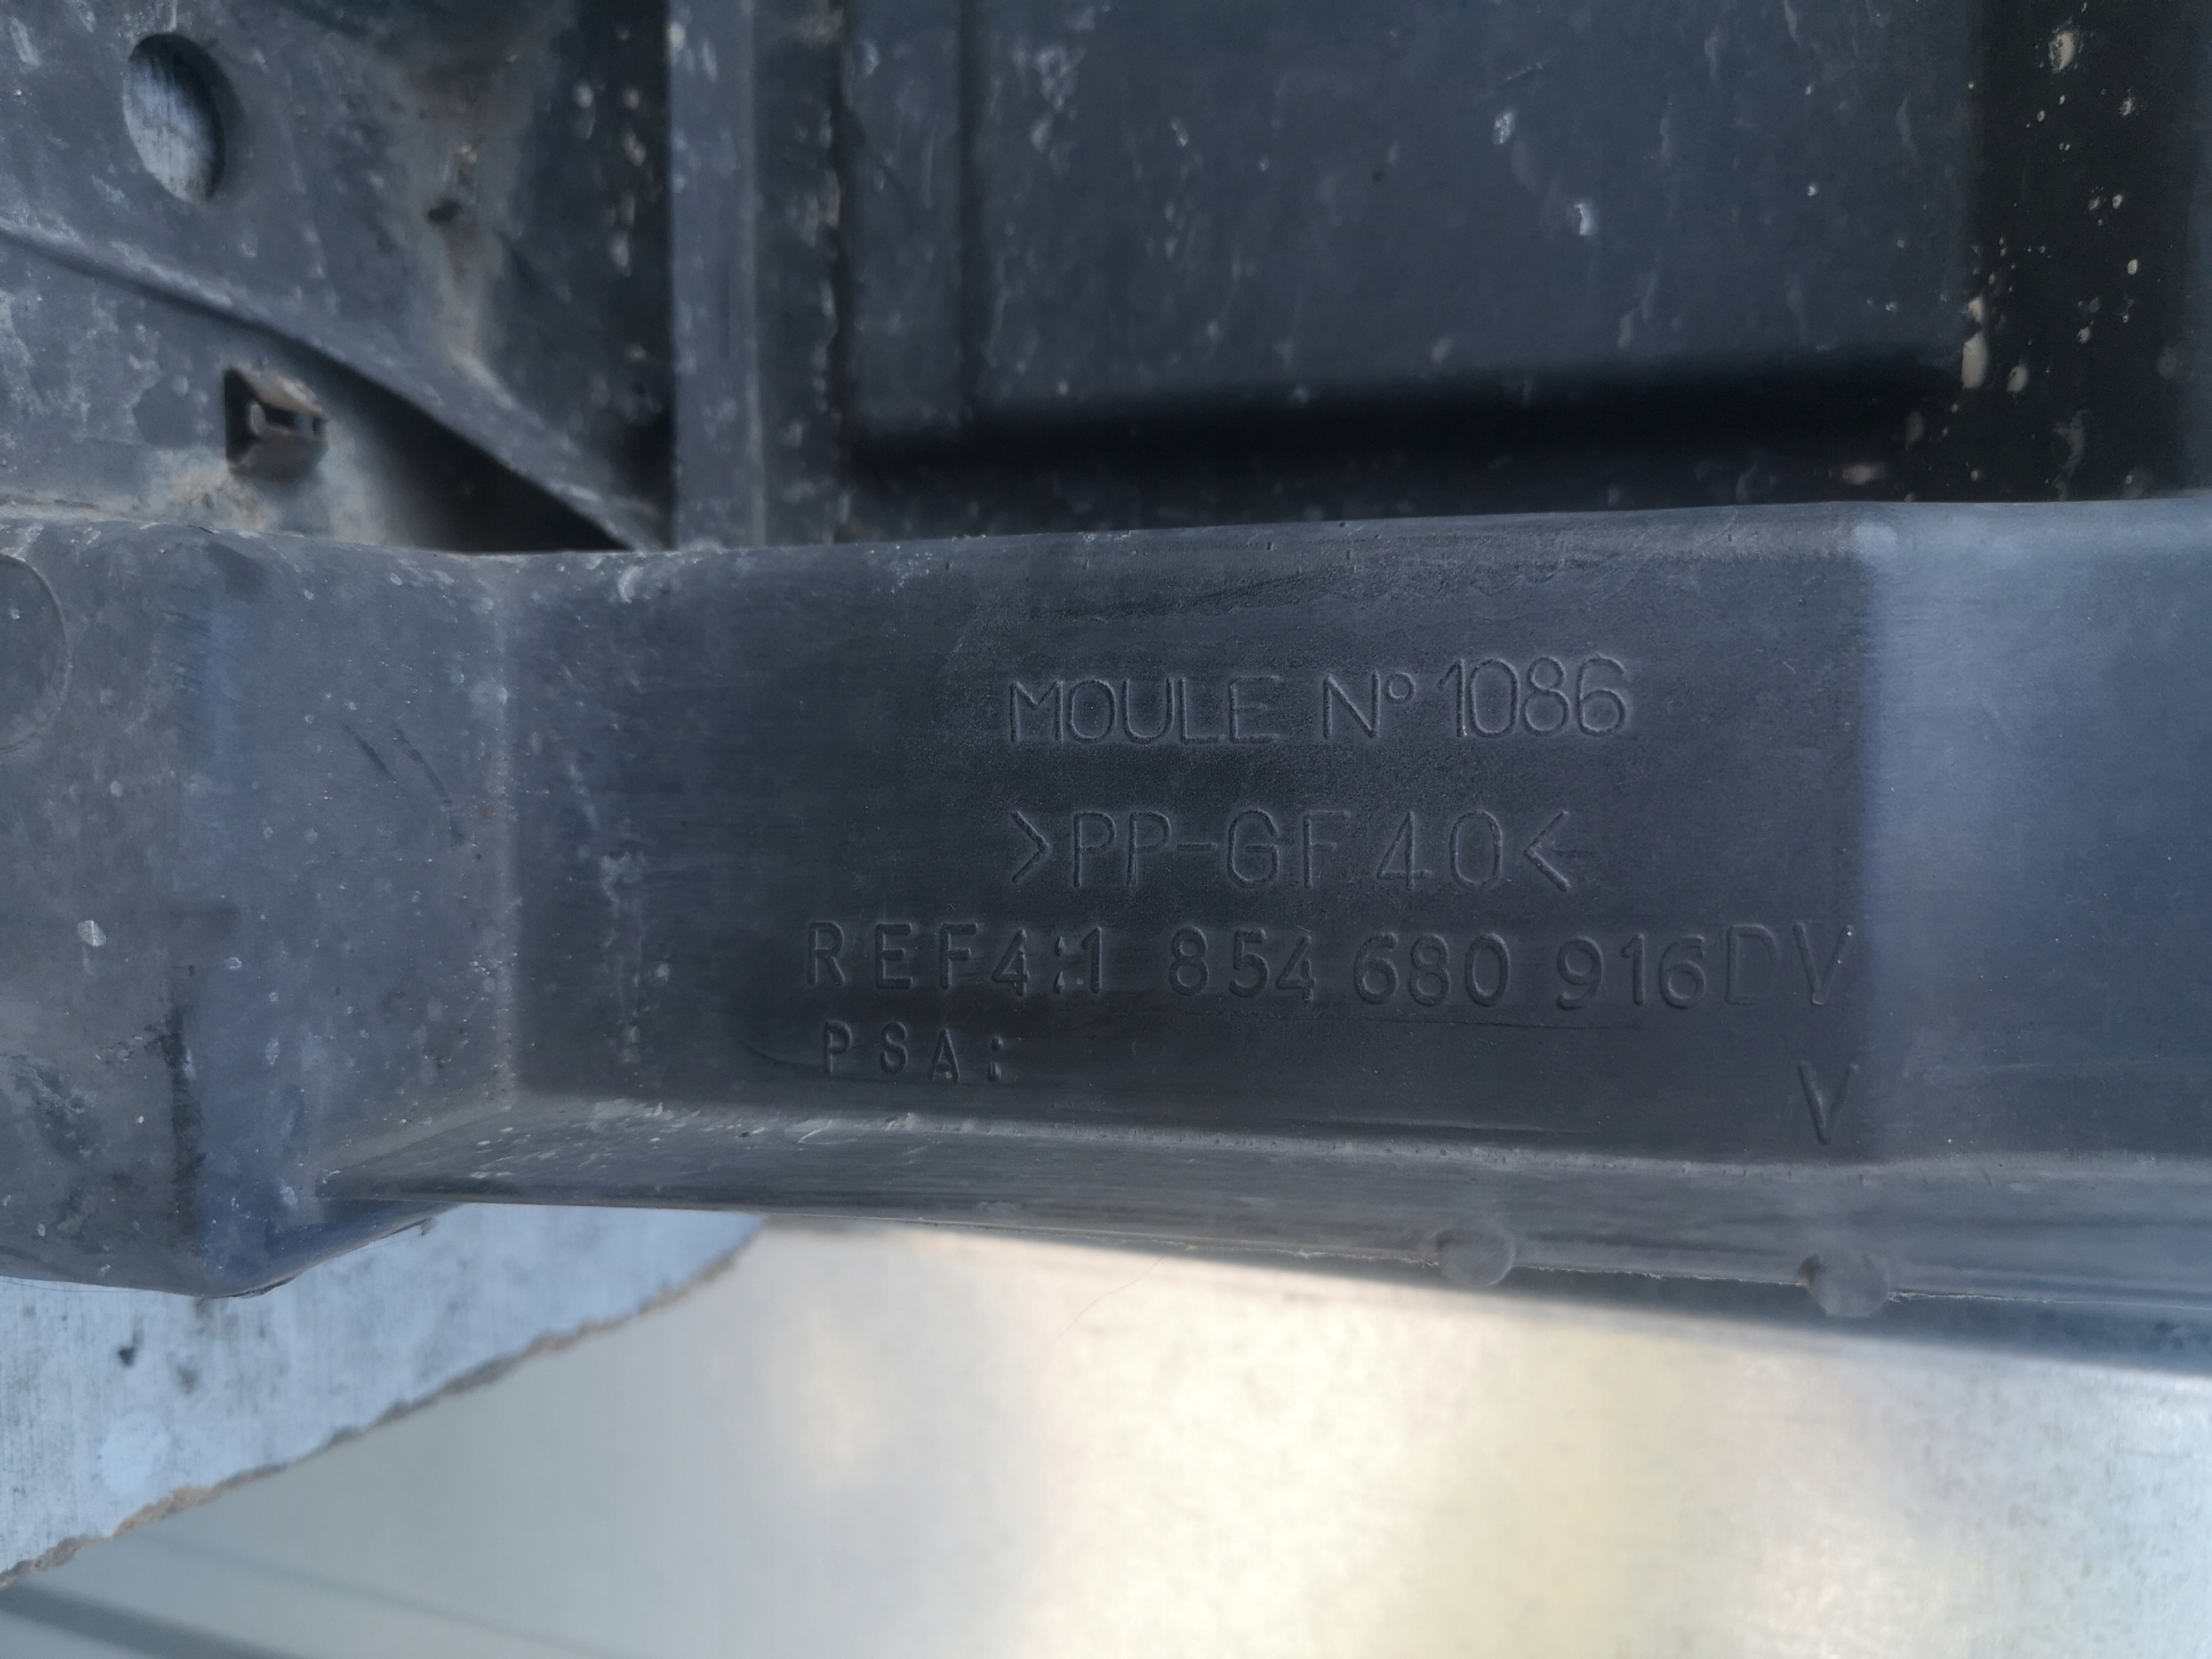 MOULE N° 1086
>PP-GF40<
REF4:1 854 680 916DV
PSA:
V